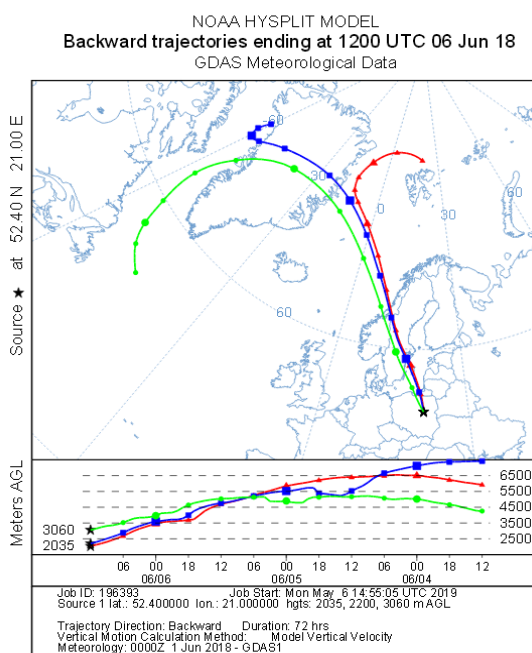 NOAA HYSPLIT MODEL
Backward trajectories ending at 1200 UTC 06 Jun 18
GDAS Meteorological Data
Source ★ at 52.40 N 21.00 E
-60
30
0
30
60
60
Meters AGL
6500
5500
4500
3500
2500
3060
2035
06 00 18 12 06 00 18 12 06 00 18 12
06/06 06/05 06/04
Job ID: 196393 Job Start: Mon May 6 14:55:05 UTC 2019
Source 1 lat.: 52.400000 lon.: 21.000000 hgts: 2035, 2200, 3060 m AGL
Trajectory Direction: Backward Duration: 72 hrs
Vertical Motion Calculation Method: Model Vertical Velocity
Meteorology: 0000Z 1 Jun 2018 - GDAS1